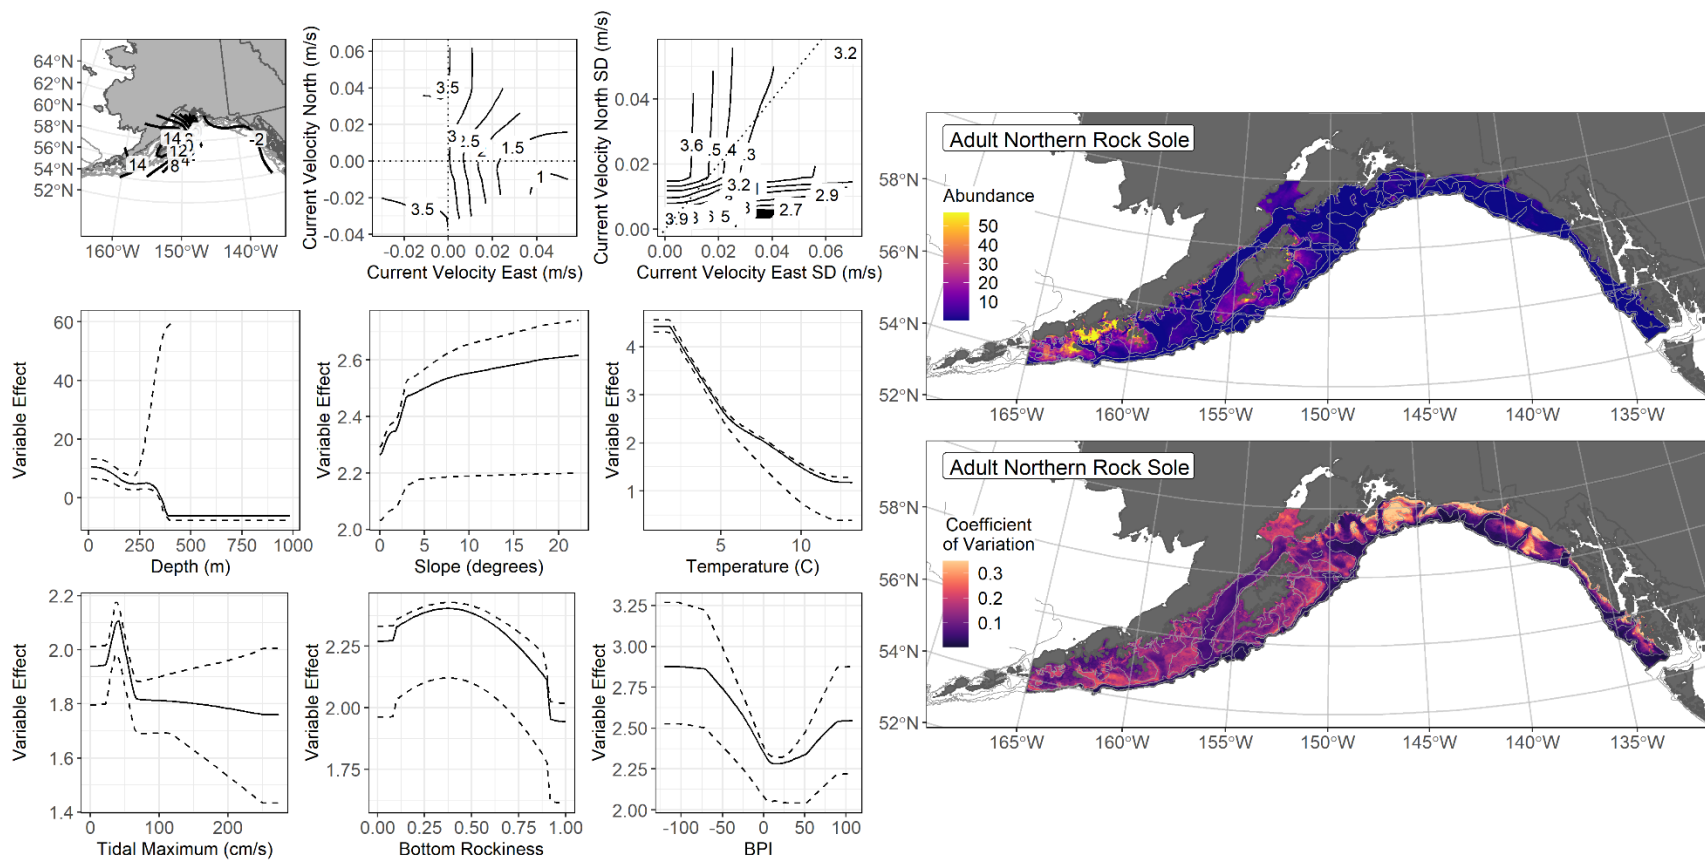 64°N
62°N
60°N
58°N
56°N
54°N
52°N
14
14
12
8
-2
160°W 150°W 140°W
Current Velocity North (m/s)
0.06
0.04
0.02
0.00
-0.02
-0.04
3.5
3
2.5
2
1.5
1
3.5
-0.02 0.00 0.02 0.04
Current Velocity East (m/s)
Current Velocity North SD (m/s)
0.04
0.02
0.00
3.2
3.6
3.2
2.9
3.9
2.7
0.00 0.02 0.04 0.06
Current Velocity East SD (m/s)
Variable Effect
60
40
20
0
0 250 500 750 1000
Depth (m)
Variable Effect
2.6
2.4
2.2
2.0
0 5 10 15 20
Slope (degrees)
Variable Effect
4
3
2
1
5 10
Temperature (C)
Variable Effect
2.2
2.0
1.8
1.6
1.4
0 100 200
Tidal Maximum (cm/s)
Variable Effect
2.25
2.00
1.75
0.00 0.25 0.50 0.75 1.00
Bottom Rockiness
Variable Effect
3.25
3.00
2.75
2.50
2.25
2.00
-100 -50 0 50 100
BPI
Adult Northern Rock Sole
Abundance
50
40
30
20
10
58°N
56°N
54°N
52°N
58°N
56°N
54°N
165°W 160°W 155°W 150°W 145°W 140°W 135°W
Adult Northern Rock Sole
Coefficient
of Variation
0.3
0.2
0.1
58°N
56°N
54°N
52°N
58°N
56°N
54°N
52°N
165°W 160°W 155°W 150°W 145°W 140°W 135°W